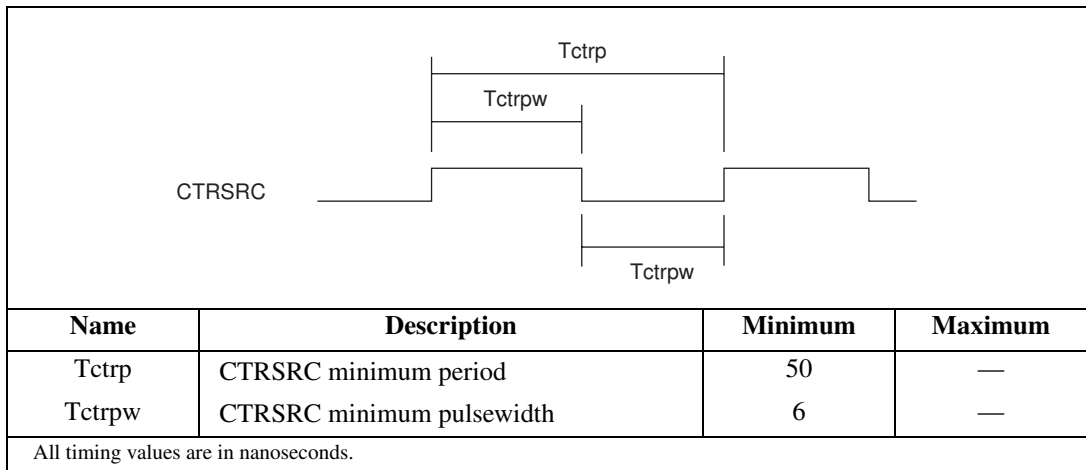 Tctrp
Tctrpw
CTRSRC
Tctrpw
Name Description Minimum Maximum
Tctrp CTRSRC minimum period 50 —
Tctrpw CTRSRC minimum pulsewidth 6 —
All timing values are in nanoseconds.